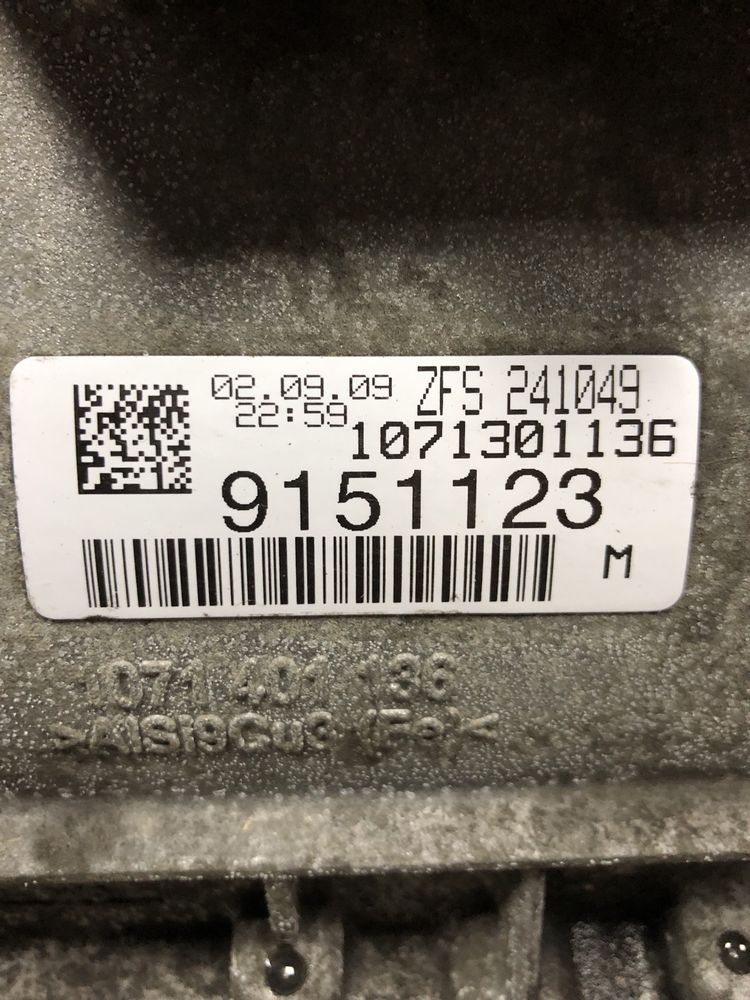 02.09.09 ZFS 241049
22:59
1071301136
9151123
M
1071 401 136
>AlSi9Cu3 (Fe)<